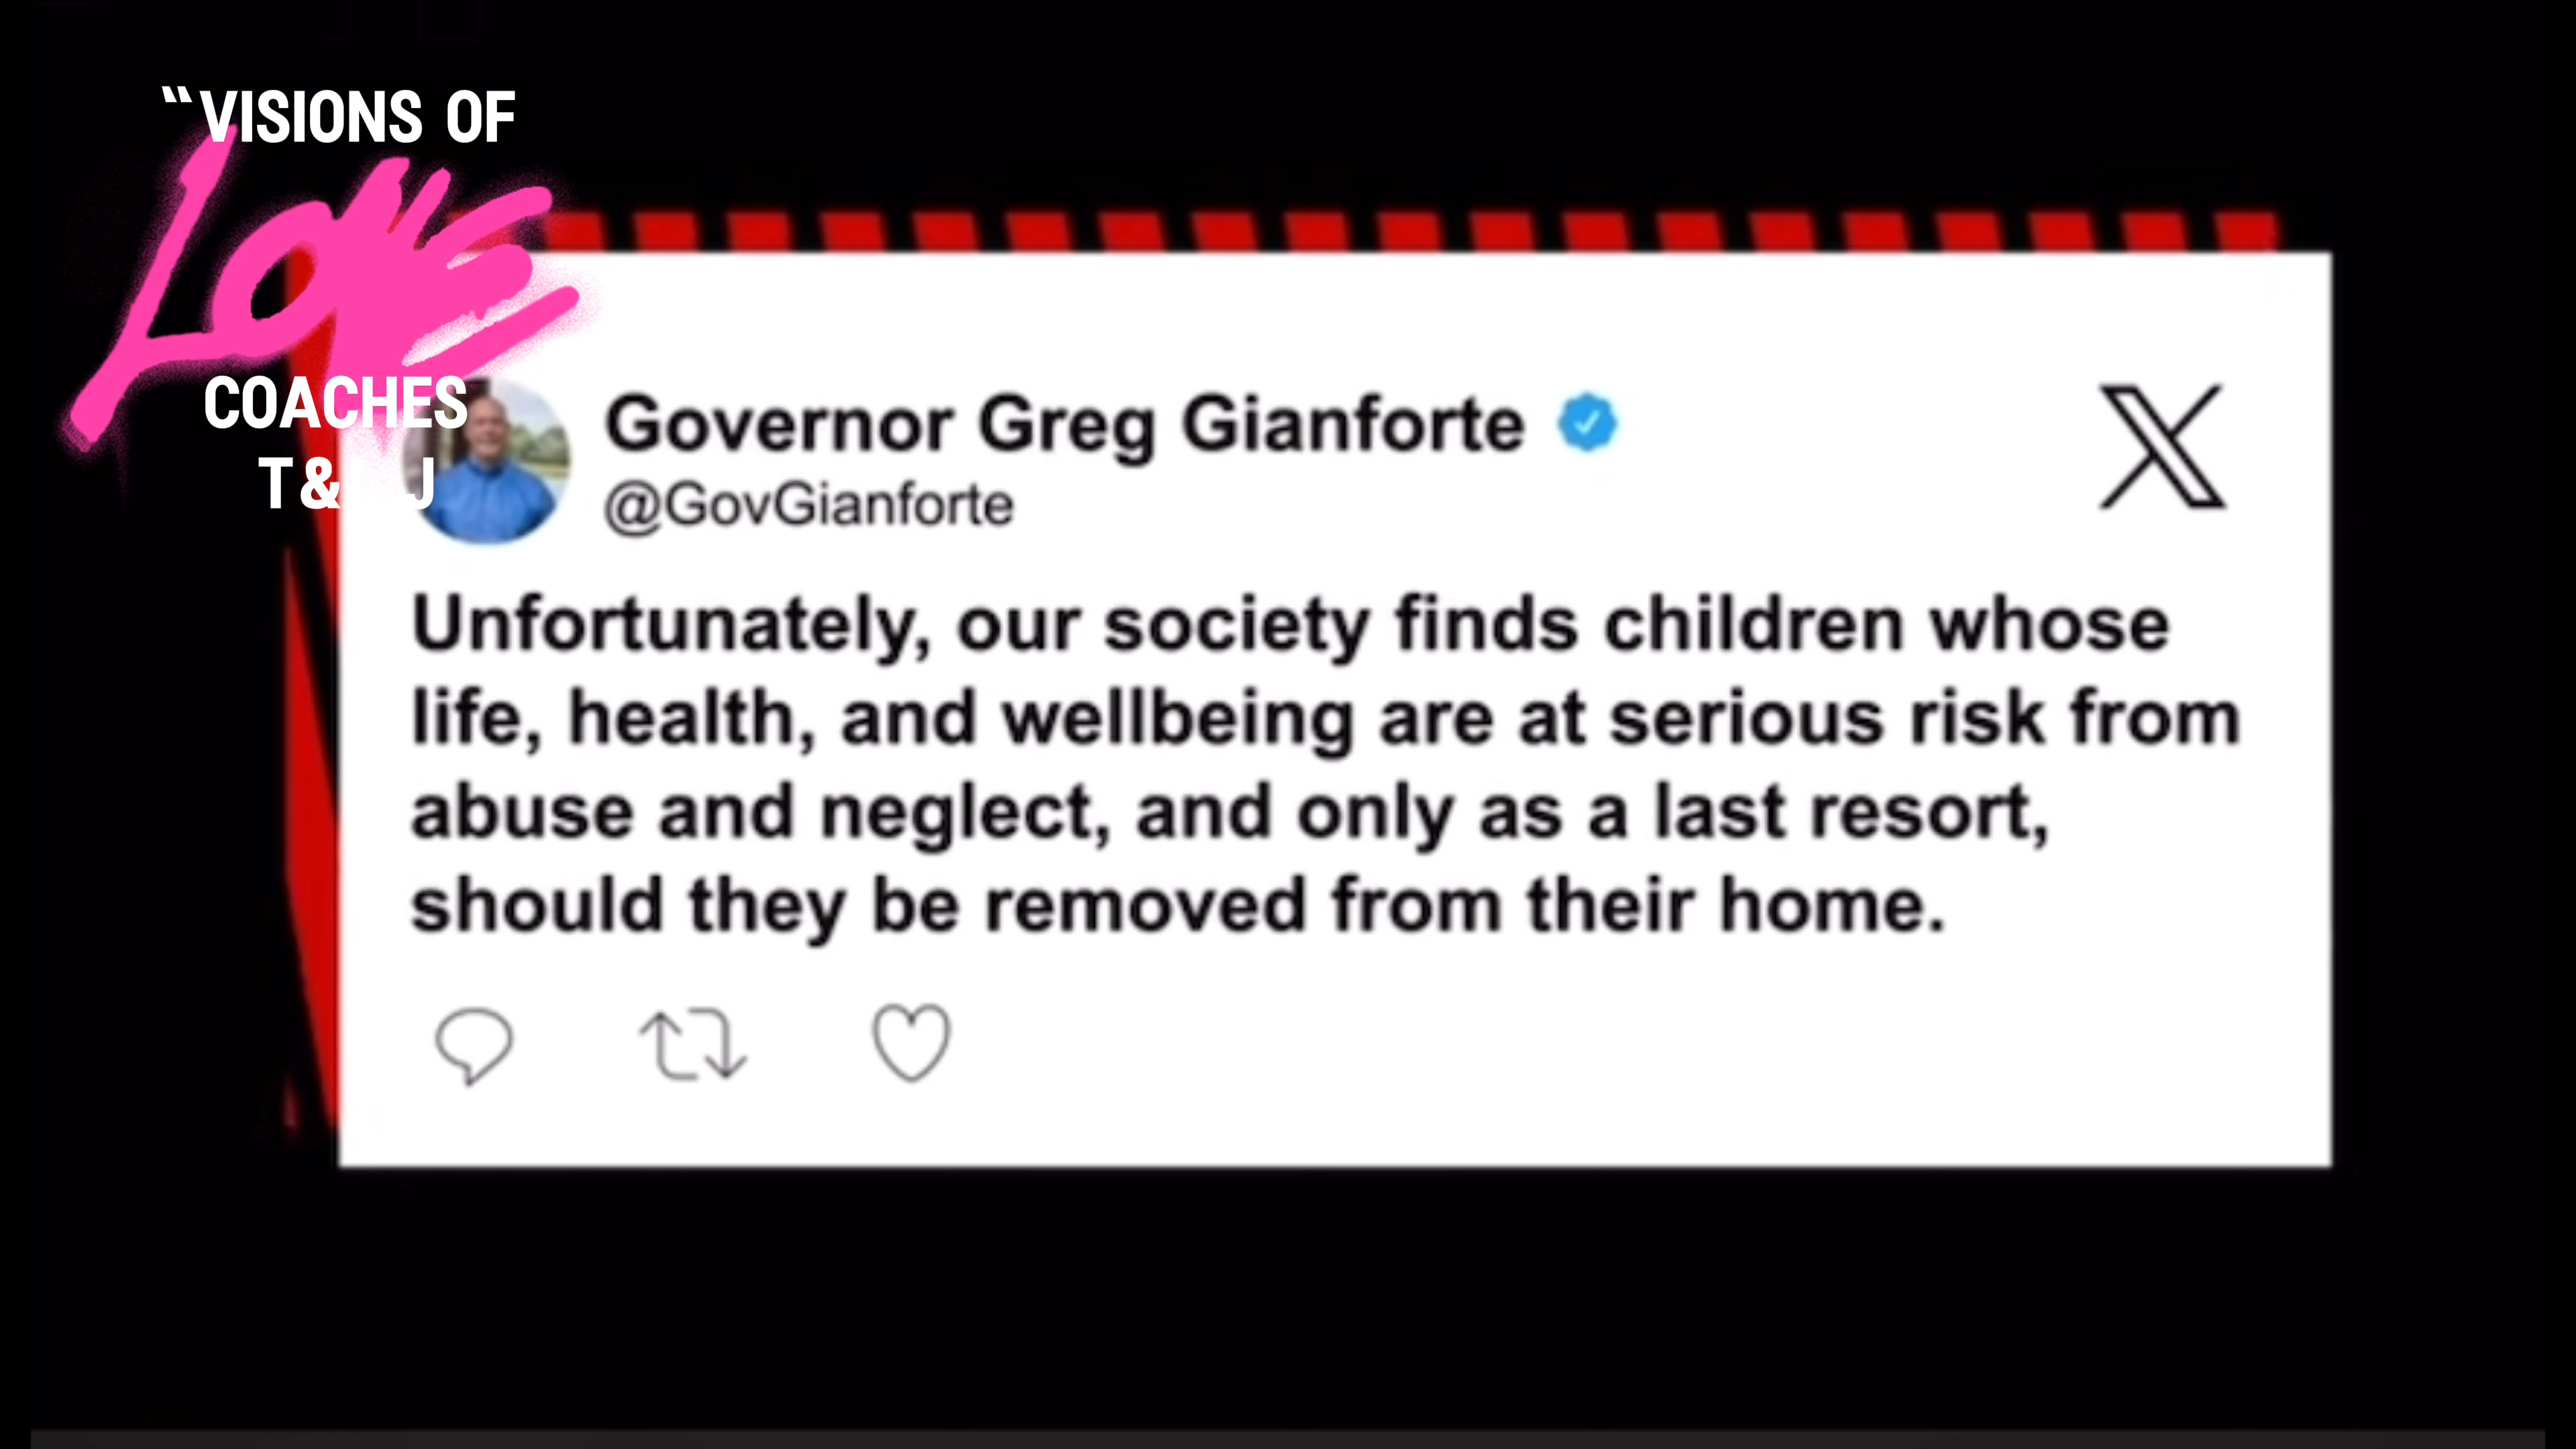 “VISIONS OF
LOVE
COACHES
T& J
Governor Greg Gianforte
@GovGianforte
Unfortunately, our society finds children whose
life, health, and wellbeing are at serious risk from
abuse and neglect, and only as a last resort,
should they be removed from their home.